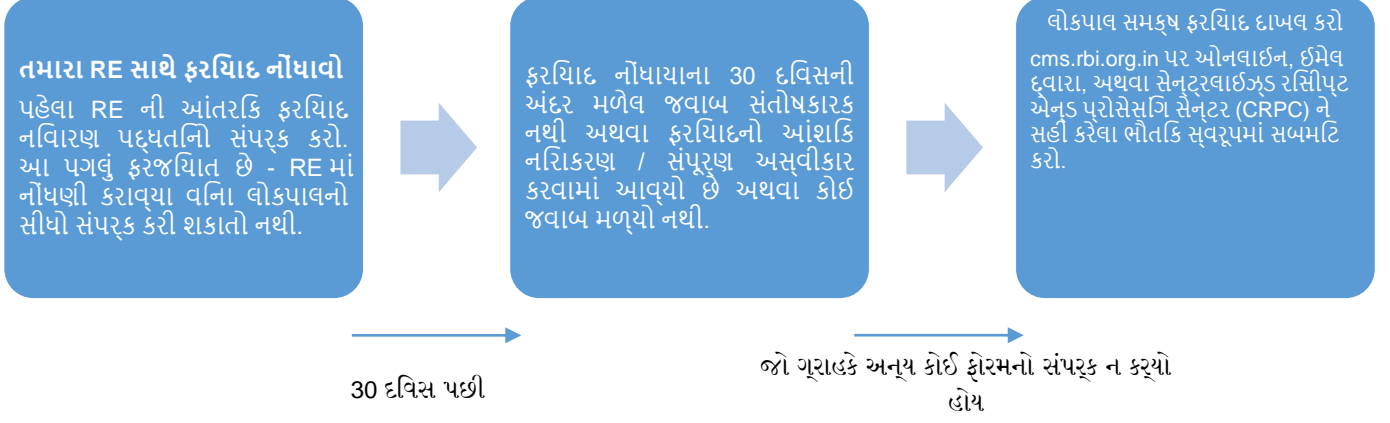 તમારા RE સાથે ફરિયાદ નોંધાવો
પહેલા RE ની આંતરિક ફરિયાદ
નિવારણ પદ્ધતિનો સંપર્ક કરો.
આ પગલું ફરજિયાત છે - RE માં
નોંધણી કરાવ્યા વિના લોકપાલનો
સીધો સંપર્ક કરી શકાતો નથી.
ફરિયાદ નોંધાયાના 30 દિવસની
અંદર મળેલ જવાબ સંતોષકારક
નથી અથવા ફરિયાદનો આંશિક
નિરાકરણ / સંપૂર્ણ અસ્વીકાર
કરવામાં આવ્યો છે અથવા કોઈ
જવાબ મળ્યો નથી.
લોકપાલ સમક્ષ ફરિયાદ દાખલ કરો
cms.rbi.org.in પર ઓનલાઈન, ઈમેલ
દ્વારા, અથવા સેન્ટ્રલાઈઝ્ડ રિસીપ્ટ
એન્ડ પ્રોસેસિંગ સેન્ટર (CRPC) ને
સહી કરેલા ભૌતિક સ્વરૂપમાં સબમિટ
કરો.
30 દિવસ પછી
જો ગ્રાહકે અન્ય કોઈ ફોરમનો સંપર્ક ન કર્યો
હોય